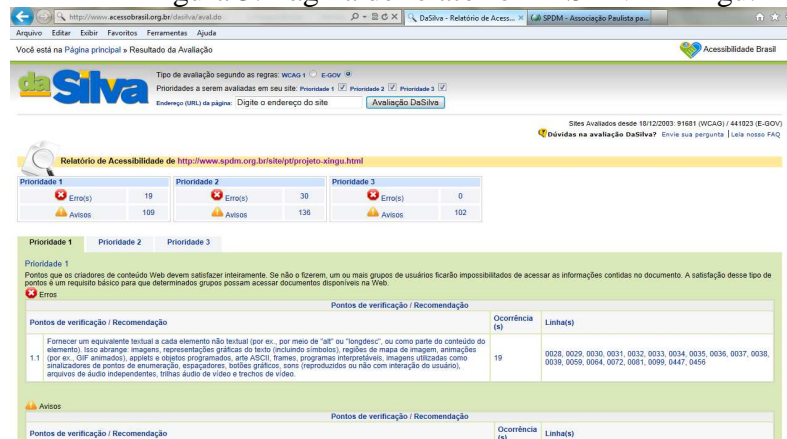 http://www.acessobrasil.org.br/dasilva/aval.do
DaSilva - Relatório de Acess...
SPDM - Associação Paulista pa...
Arquivo Editar Exibir Favoritos Ferramentas Ajuda
Você está na Página principal » Resultado da Avaliação
Acessibilidade Brasil
daSilva
Tipo de avaliação segundo as regras: WCAG 1 E-GOV
Prioridades a serem avaliadas em seu site: Prioridade 1 Prioridade 2 Prioridade 3
Endereço (URL) da página: Digite o endereço do site Avaliação DaSilva
Sites Avaliados desde 18/12/2003: 91681 (WCAG) / 441023 (E-GOV)
Dúvidas na avaliação DaSilva? Envie sua pergunta | Leia nosso FAQ
Relatório de Acessibilidade de http://www.spdm.org.br/site/pt/projeto-xingu.html
Prioridade 1 Prioridade 2 Prioridade 3
Erro(s) 19 Erro(s) 30 Erro(s) 0
Avisos 109 Avisos 136 Avisos 102
Prioridade 1 Prioridade 2 Prioridade 3
Prioridade 1
Pontos que os criadores de conteúdo Web devem satisfazer inteiramente. Se não o fizerem, um ou mais grupos de usuários ficarão impossibilitados de acessar as informações contidas no documento. A satisfação desse tipo de
pontos é um requisito básico para que determinados grupos possam acessar documentos disponíveis na Web.
Erros
Pontos de verificação / Recomendação
Pontos de verificação / Recomendação Ocorrência (s) Linha(s)
Fornecer um equivalente textual a cada elemento não textual (por ex., por meio de "alt" ou "longdesc", ou como parte do conteúdo do
elemento). Isso abrange: imagens, representações gráficas do texto (incluindo símbolos), regiões de mapa de imagem, animações
1.1 (por ex., GIF animados), applets e objetos programados, arte ASCII, frames, programas interpretáveis, imagens utilizadas como
sinalizadores de pontos de enumeração, espaçadores, botões gráficos, sons (reproduzidos ou não com interação do usuário),
arquivos de áudio independentes, trilhas áudio de vídeo e trechos de vídeo.
19
0028, 0029, 0030, 0031, 0032, 0033, 0034, 0035, 0036, 0037, 0038,
0039, 0059, 0064, 0072, 0081, 0099, 0447, 0456
Avisos
Pontos de verificação / Recomendação
Pontos de verificação / Recomendação Ocorrência (s) Linha(s)